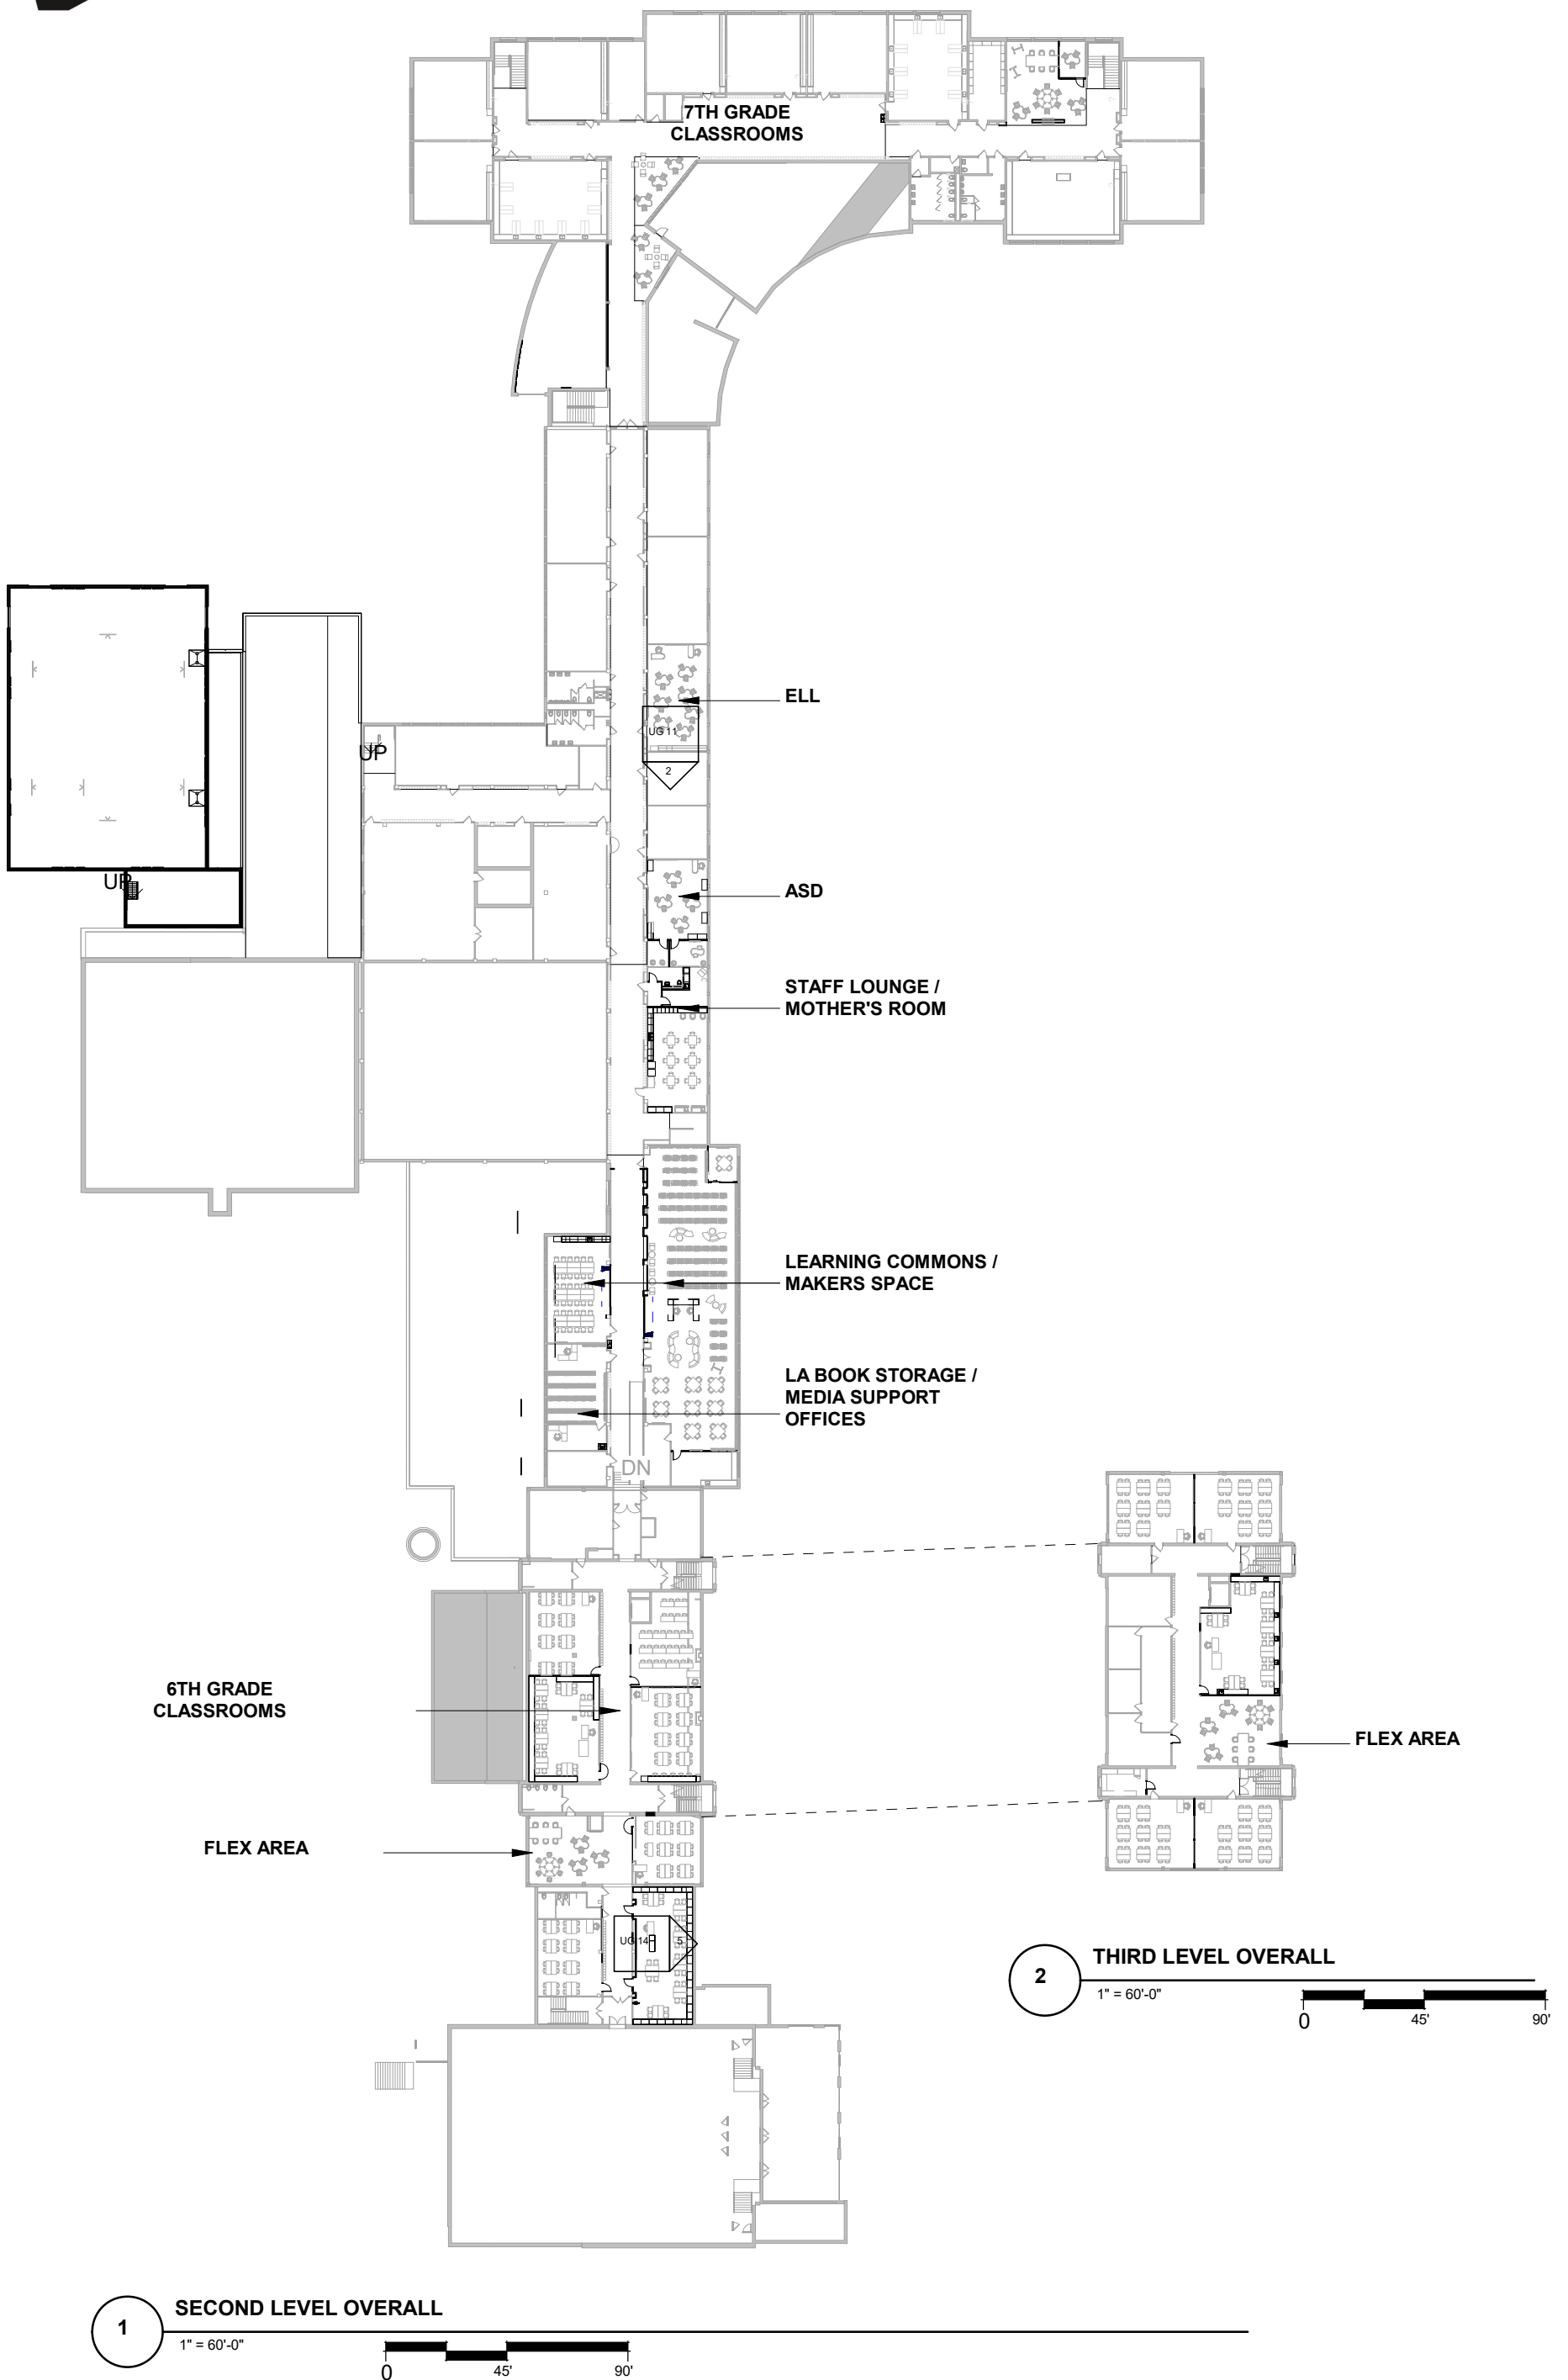 7TH GRADE
CLASSROOMS
ELL
UG 11
2
UP
UP
ASD
STAFF LOUNGE /
MOTHER'S ROOM
LEARNING COMMONS /
MAKERS SPACE
LA BOOK STORAGE /
MEDIA SUPPORT
OFFICES
DN
6TH GRADE
CLASSROOMS
FLEX AREA
FLEX AREA
UG 14
5
2
THIRD LEVEL OVERALL
1" = 60'-0"
0
45'
90'
1
SECOND LEVEL OVERALL
1" = 60'-0"
0
45'
90'